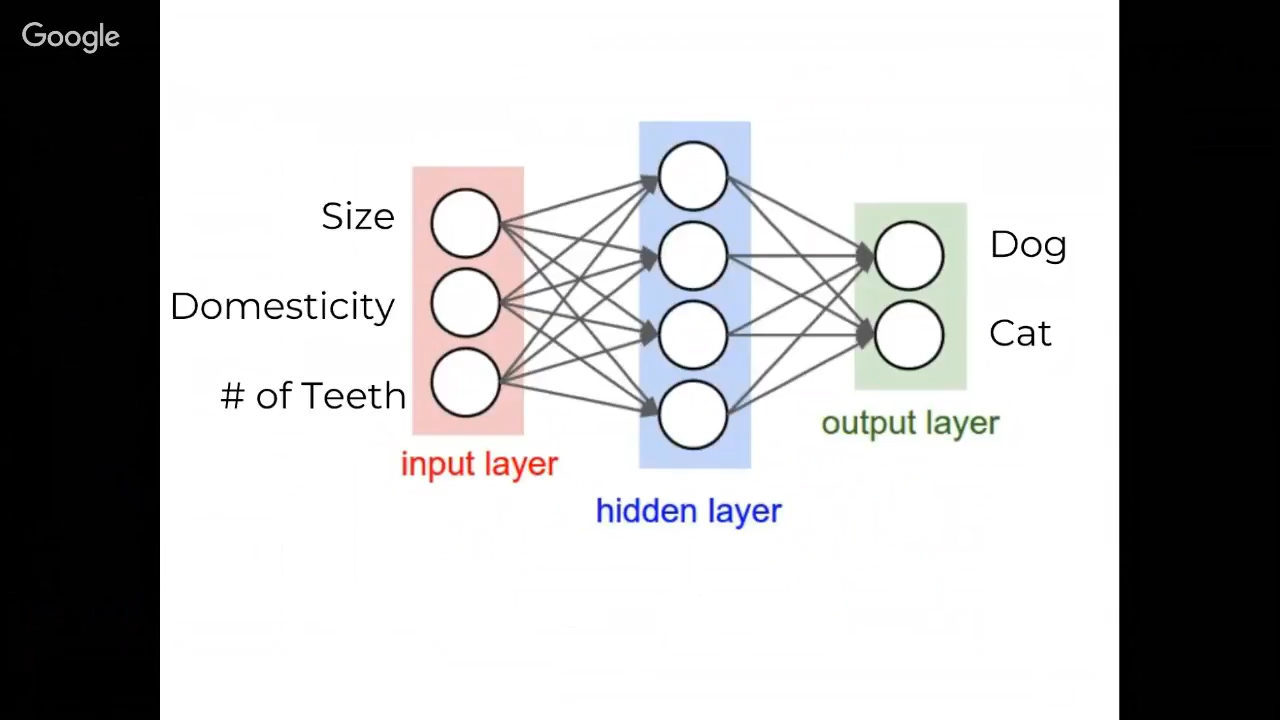 Google
Size
Domesticity
# of Teeth
input layer
hidden layer
Dog
Cat
output layer